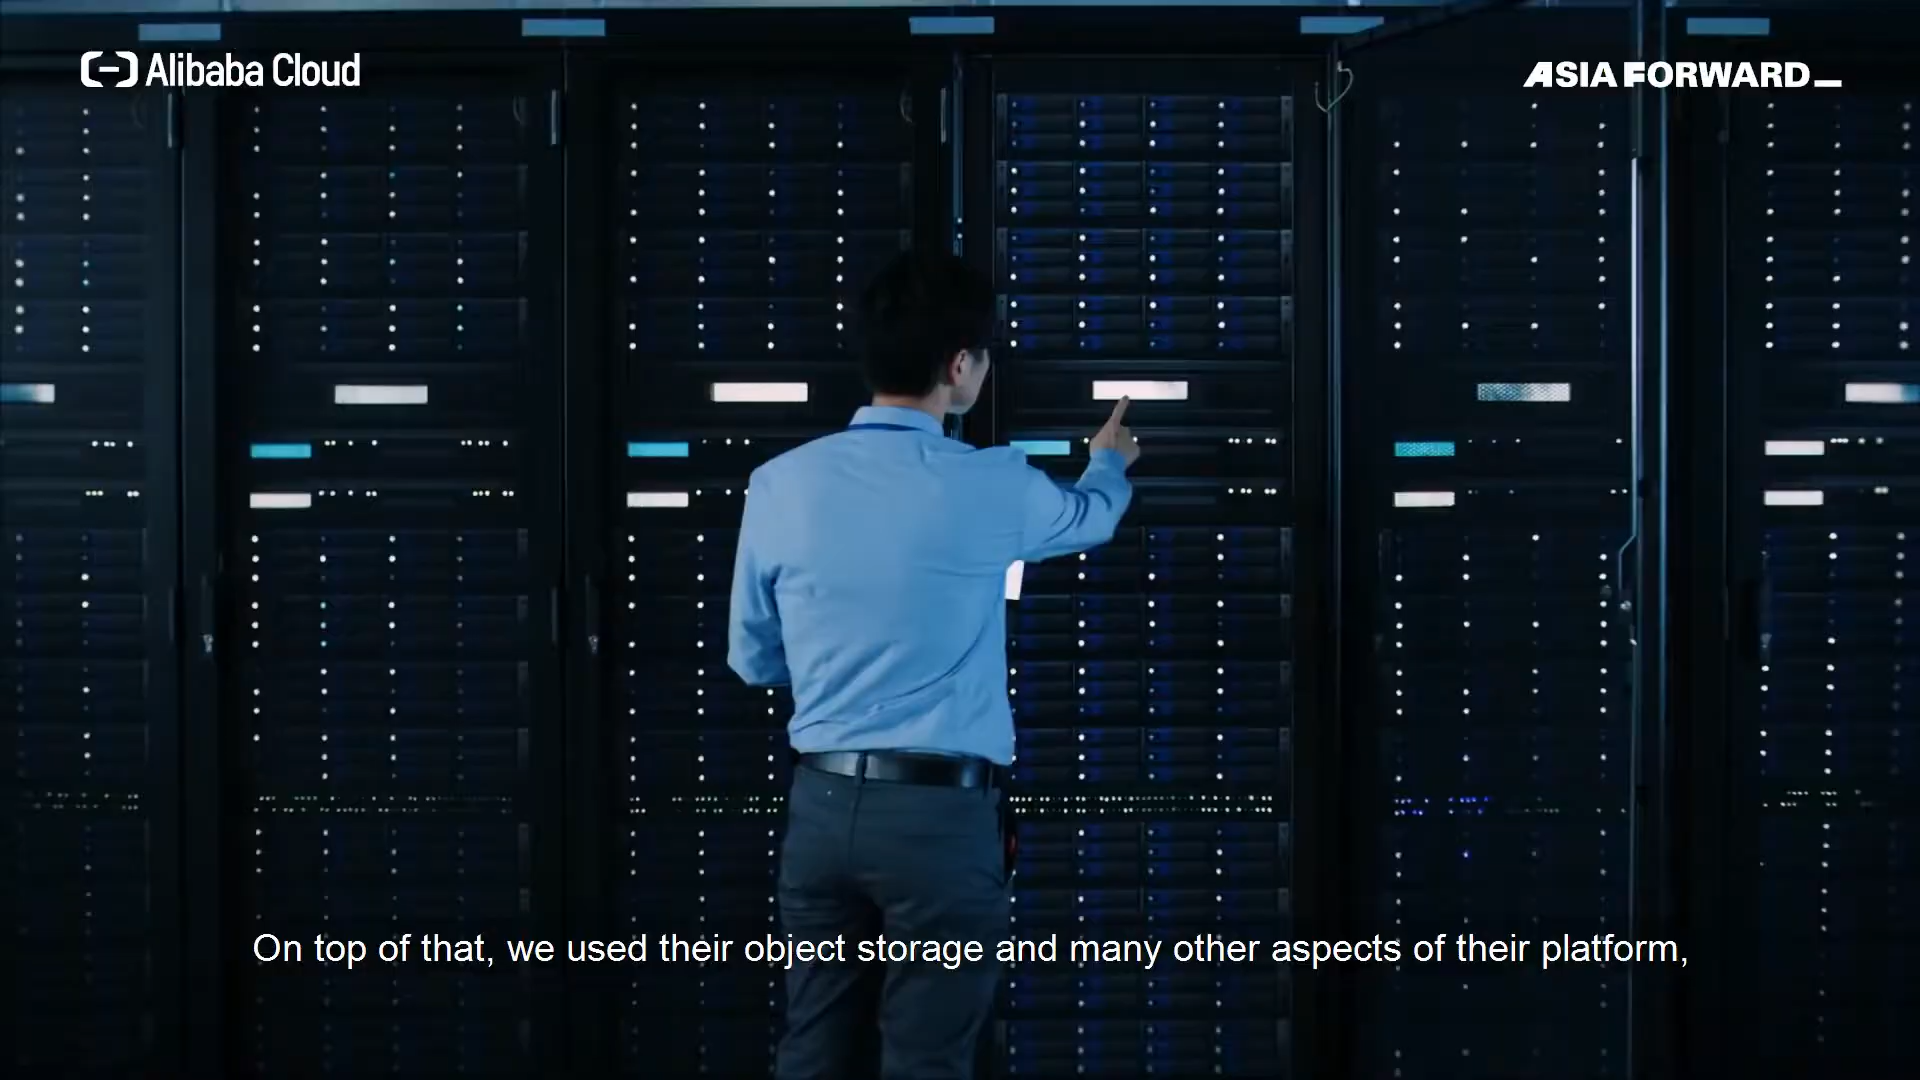 Alibaba Cloud
ASIA FORWARD_
On top of that, we used their object storage and many other aspects of their platform,